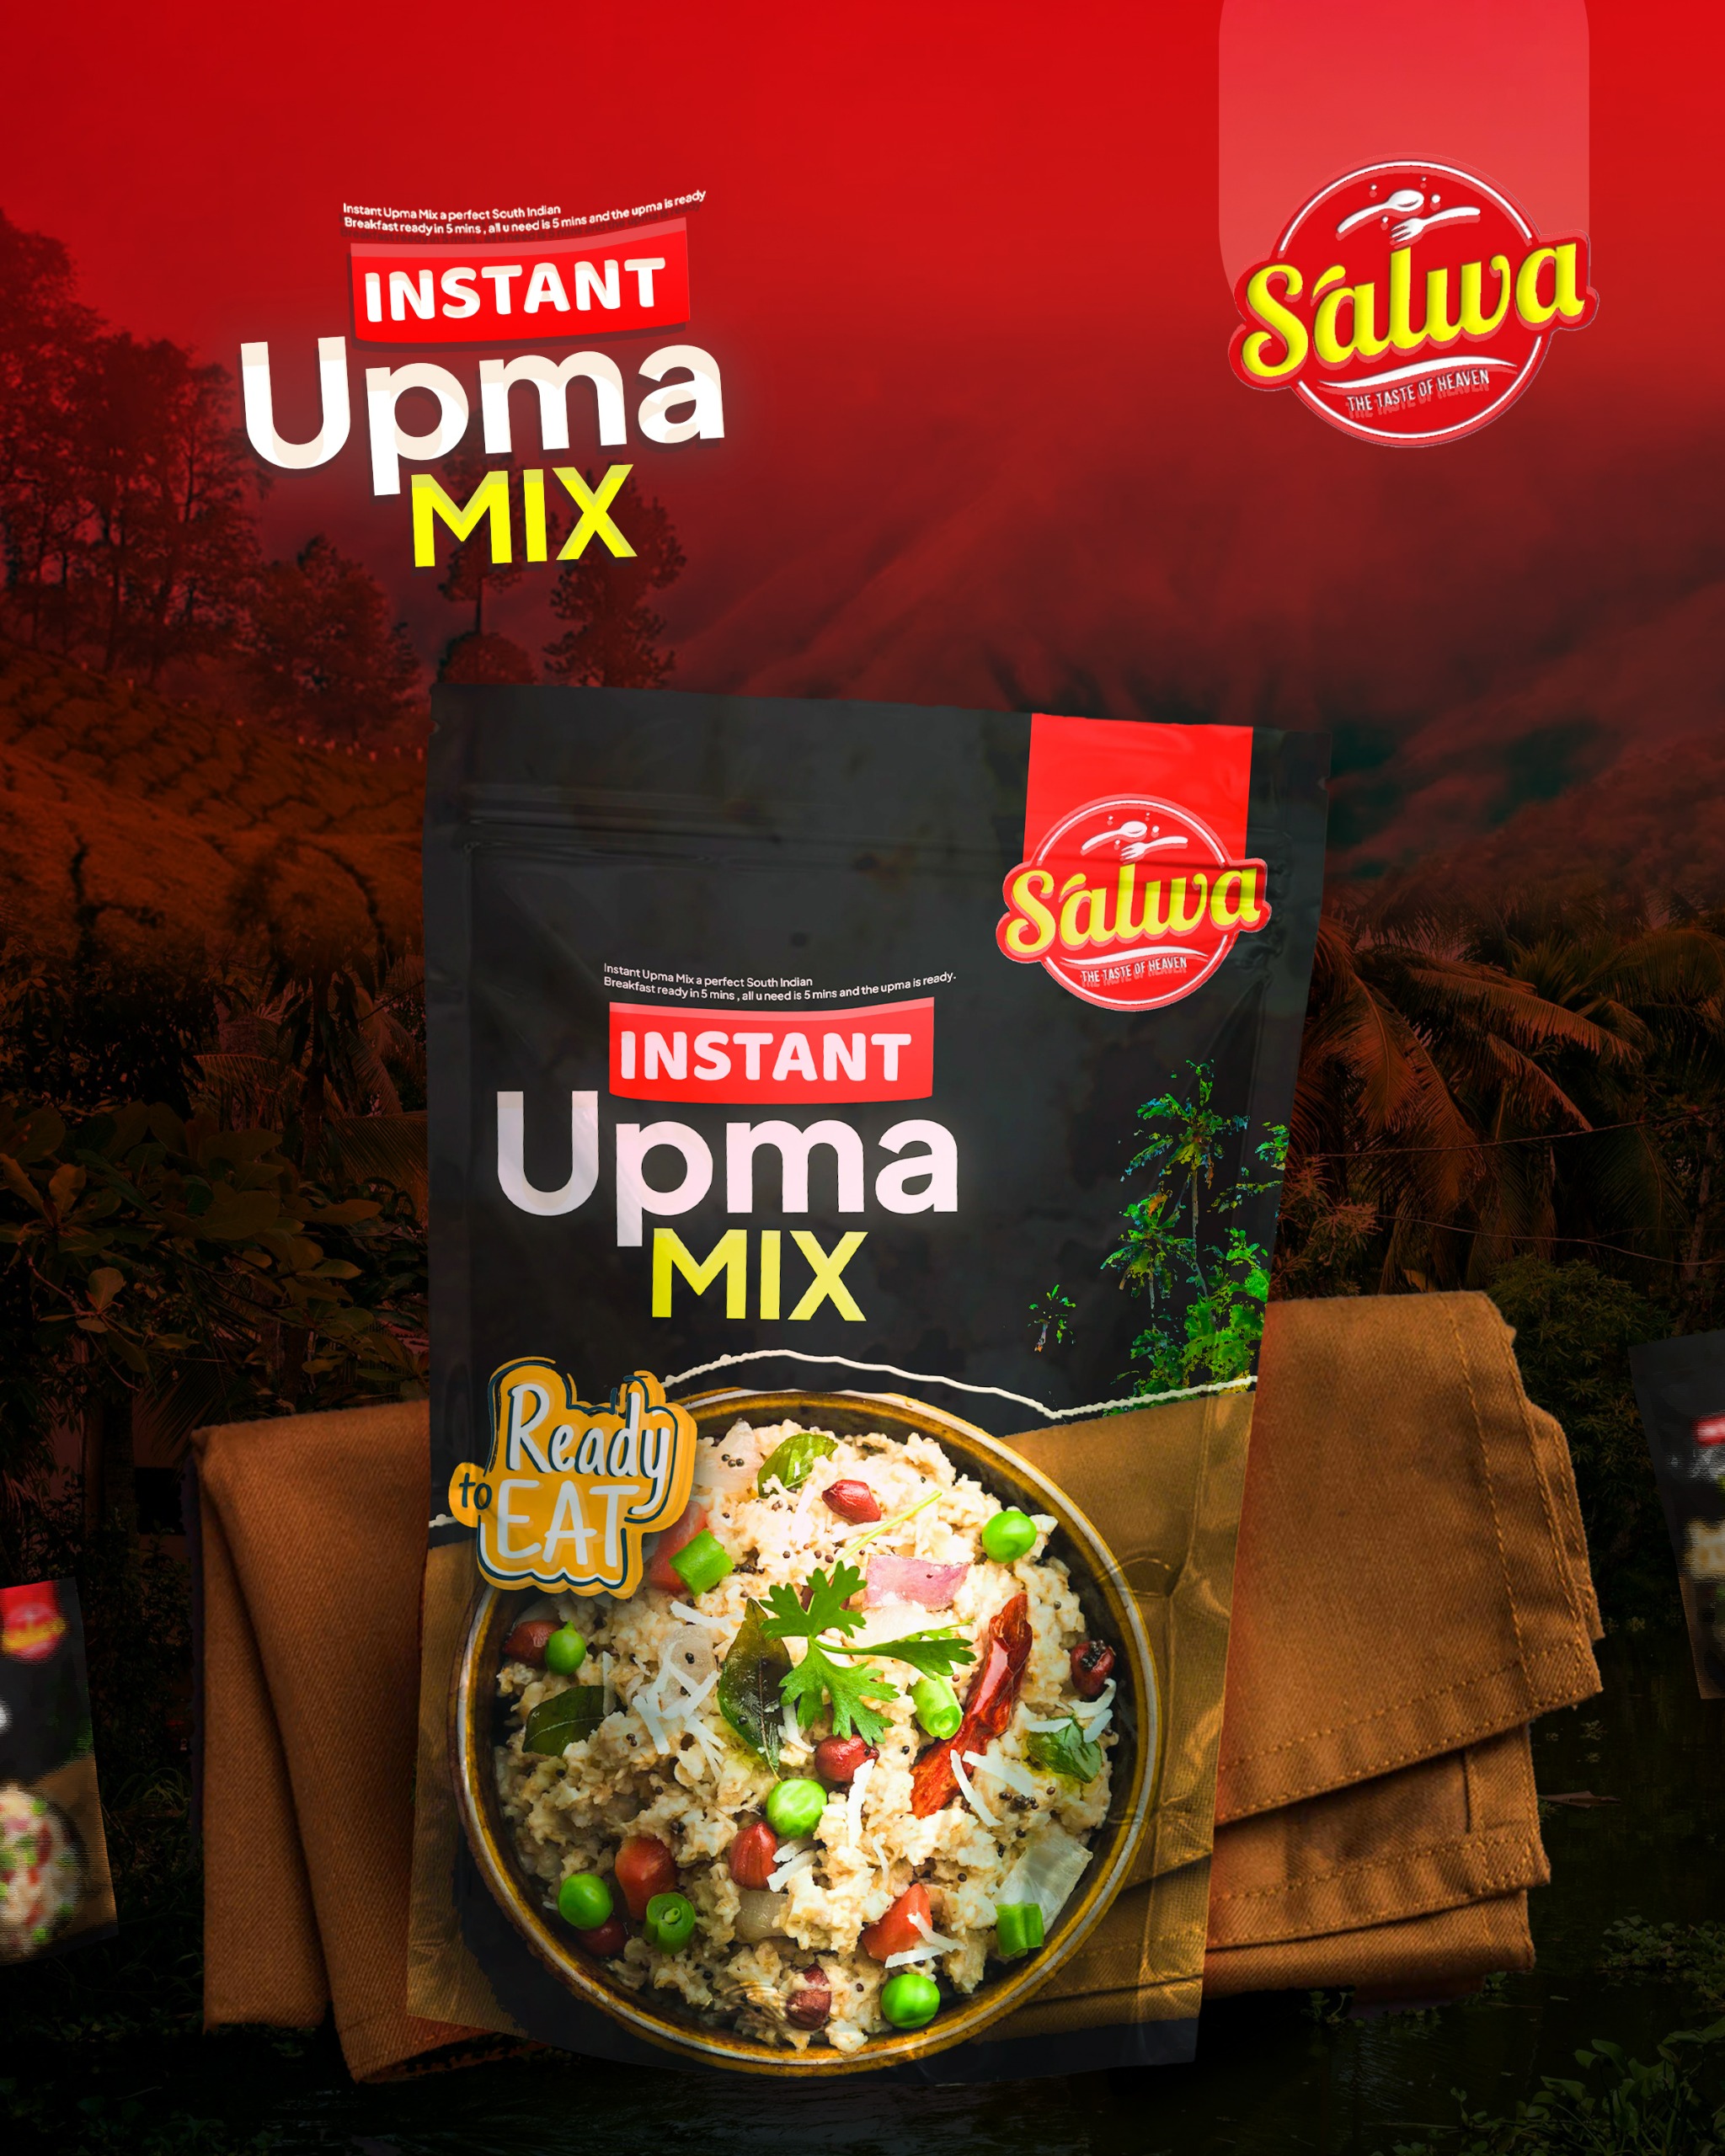 Instant Upma Mix a perfect South Indian
Breakfast ready in 5 mins , all u need is 5 mins and the upma is ready
INSTANT
Upma
MIX
Salwa
THE TASTE OF HEAVEN
Salwa
THE TASTE OF HEAVEN
Instant Upma Mix a perfect South Indian
Breakfast ready in 5 mins , all u need is 5 mins and the upma is ready.
INSTANT
Upma
MIX
Ready
to EAT